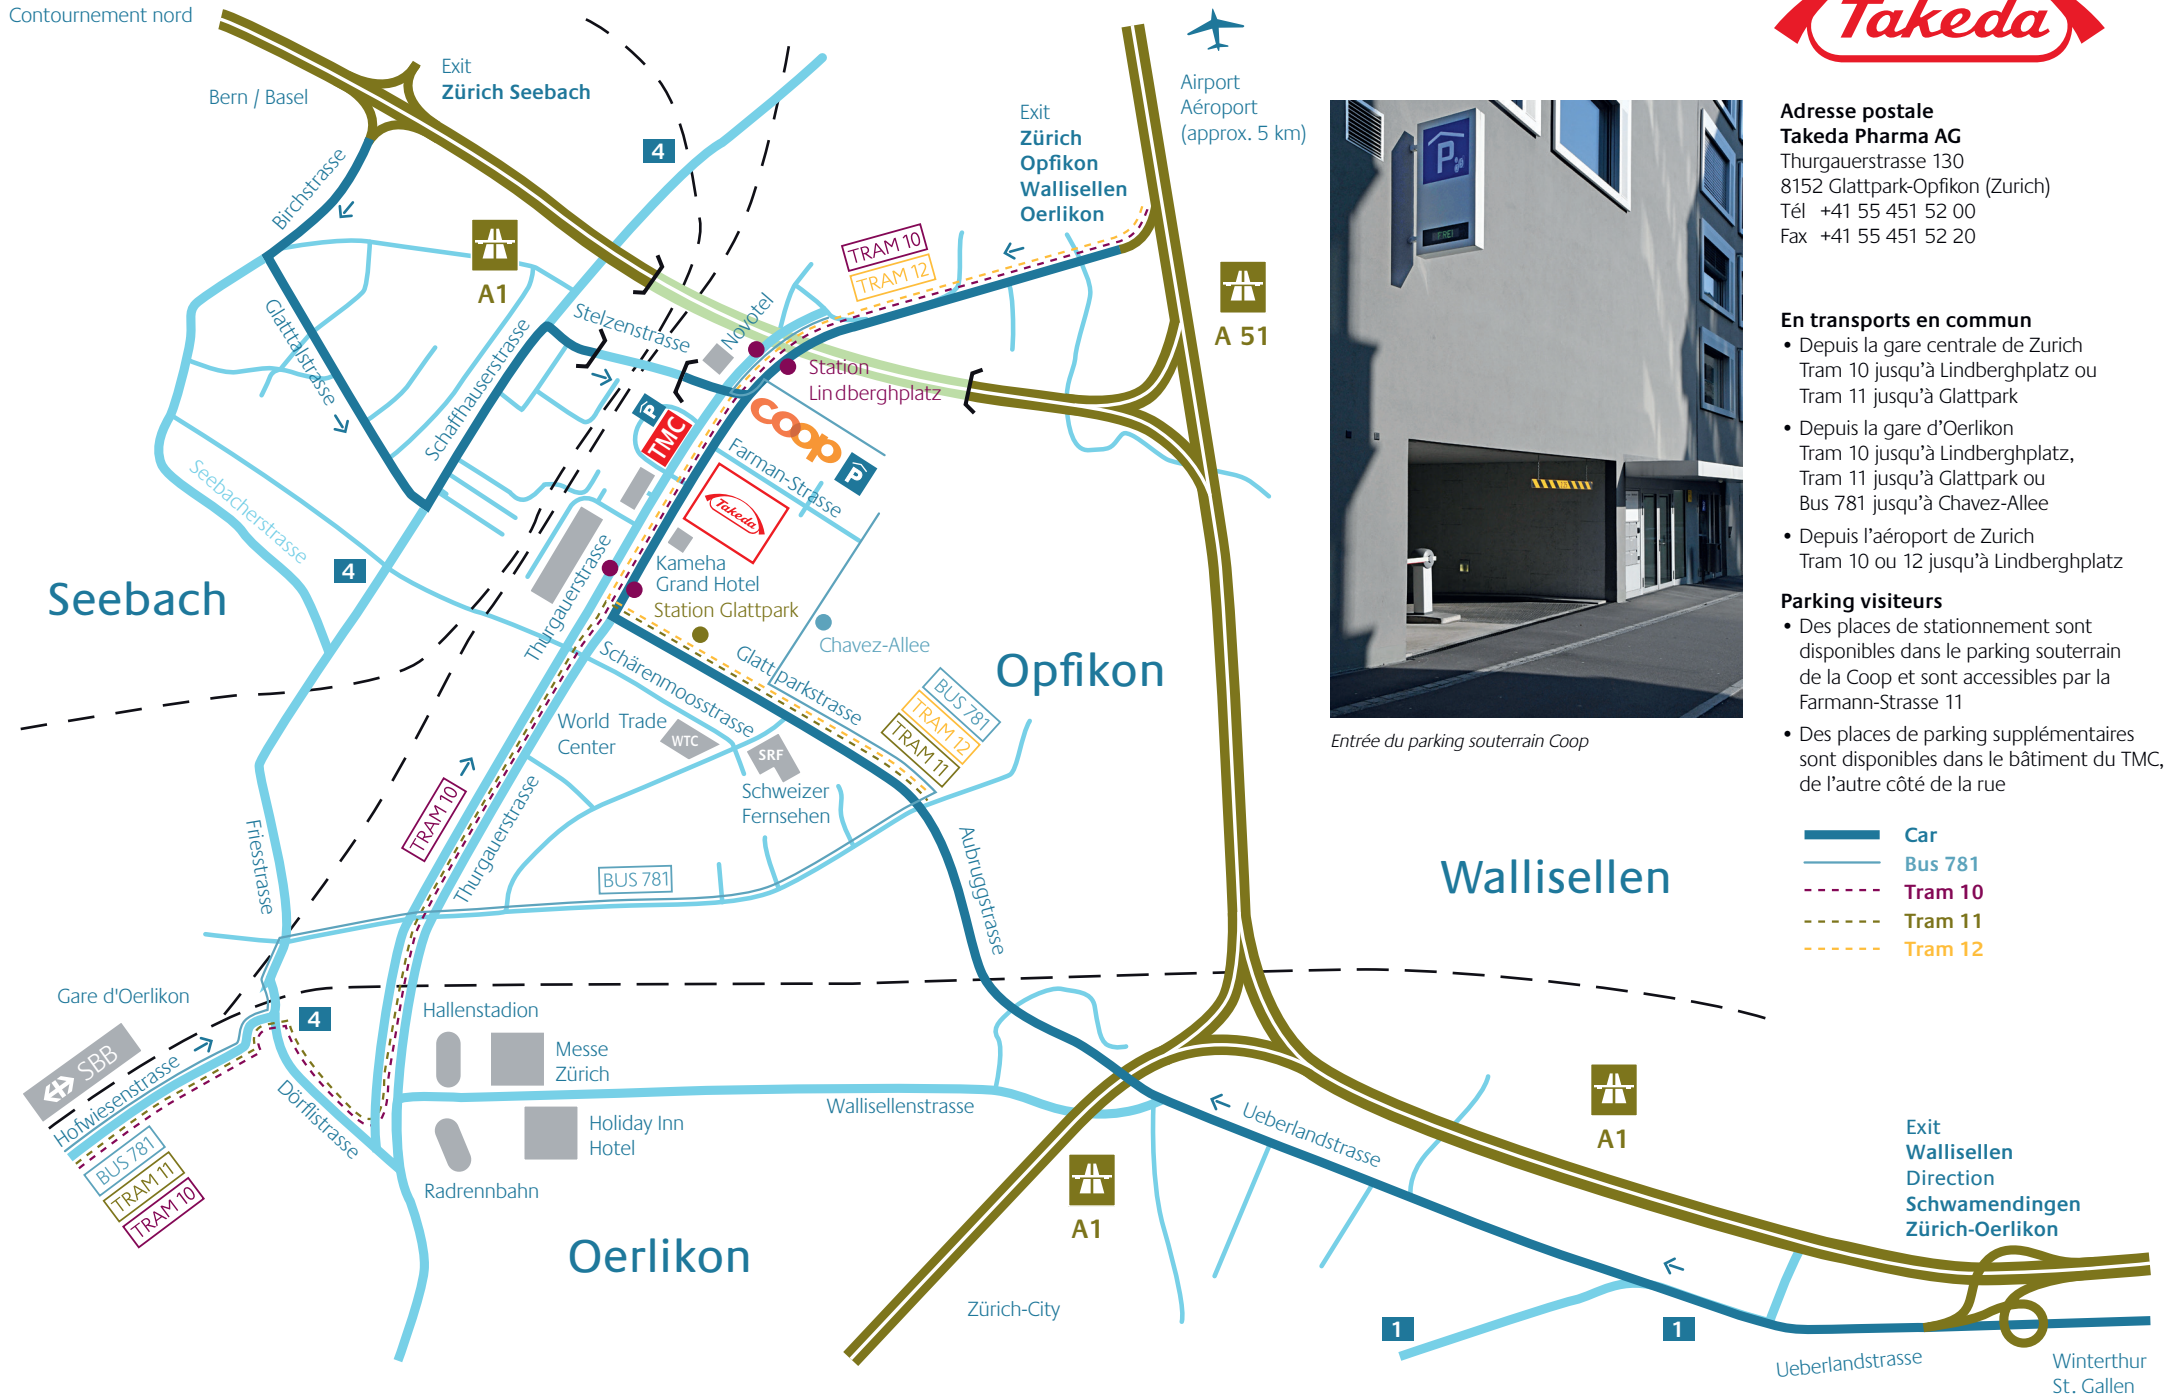 Contournement nord
Exit
Zürich Seebach
Bern / Basel
4
Birchstrasse
A1
Glatttalstrasse
Schaffhauserstrasse
Stelzenstrasse
Novotel
TRAM 10
TRAM 12
Exit
Zürich
Opfikon
Wallisellen
Oerlikon
Airport
Aéroport
(approx. 5 km)
A 51
Station
Lindberghplatz
P
TMC
coop
P
Farman-Strasse
Takeda
Seebacherstrasse
4
Seebach
Thurgauerstrasse
Kameha
Grand Hotel
Station Glattpark
Chavez-Allee
Glattparkstrasse
Schärenmoosstrasse
Opfikon
BUS 781
TRAM 12
TRAM 11
World Trade
Center
WTC
SRF
Schweizer
Fernsehen
TRAM 10
Thurgauerstrasse
Friesstrasse
BUS 781
Aubruggstrasse
Wallisellen
Gare d'Oerlikon
SBB
4
Hofwiesenstrasse
BUS 781
TRAM 11
TRAM 10
Dörflistrasse
Hallenstadion
Messe
Zürich
Holiday Inn
Hotel
Radrennbahn
Wallisellenstrasse
Oerlikon
A1
Zürich-City
Ueberlandstrasse
A1
1
1
Exit
Wallisellen
Direction
Schwamendingen
Zürich-Oerlikon
Ueberlandstrasse
Winterthur
St. Gallen
P
FREI
Entrée du parking souterrain Coop
Takeda
Adresse postale
Takeda Pharma AG
Thurgauerstrasse 130
8152 Glattpark-Opfikon (Zurich)
Tél +41 55 451 52 00
Fax +41 55 451 52 20
En transports en commun
• Depuis la gare centrale de Zurich
Tram 10 jusqu'à Lindberghplatz ou
Tram 11 jusqu'à Glattpark
• Depuis la gare d'Oerlikon
Tram 10 jusqu'à Lindberghplatz,
Tram 11 jusqu'à Glattpark ou
Bus 781 jusqu'à Chavez-Allee
• Depuis l'aéroport de Zurich
Tram 10 ou 12 jusqu'à Lindberghplatz
Parking visiteurs
• Des places de stationnement sont
disponibles dans le parking souterrain
de la Coop et sont accessibles par la
Farmann-Strasse 11
• Des places de parking supplémentaires
sont disponibles dans le bâtiment du TMC,
de l'autre côté de la rue
Car
Bus 781
Tram 10
Tram 11
Tram 12